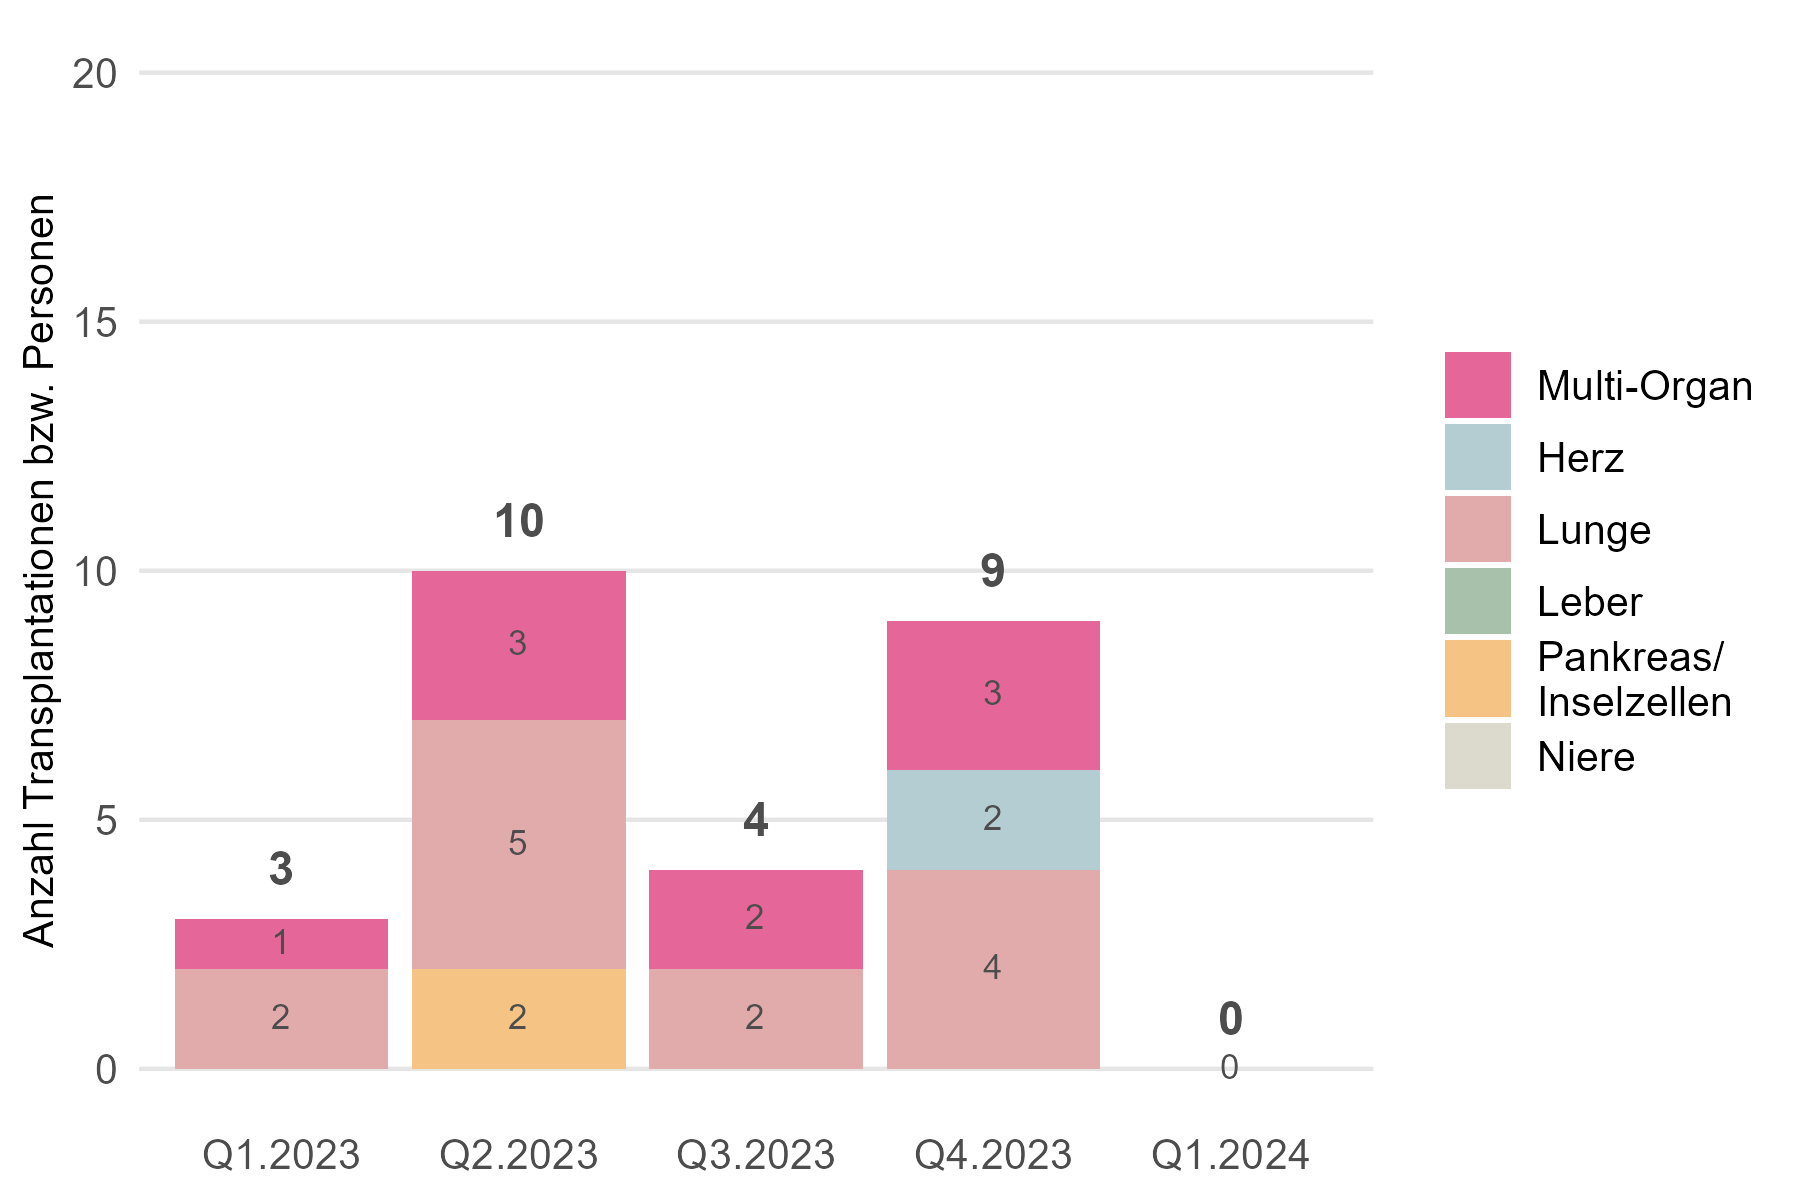 Anzahl Transplantationen bzw. Personen
20
15
10
5
0
3
1
2
10
3
5
2
4
2
2
9
3
2
4
0
0
Q1.2023
Q2.2023
Q3.2023
Q4.2023
Q1.2024
Multi-Organ
Herz
Lunge
Leber
Pankreas/
Inselzellen
Niere